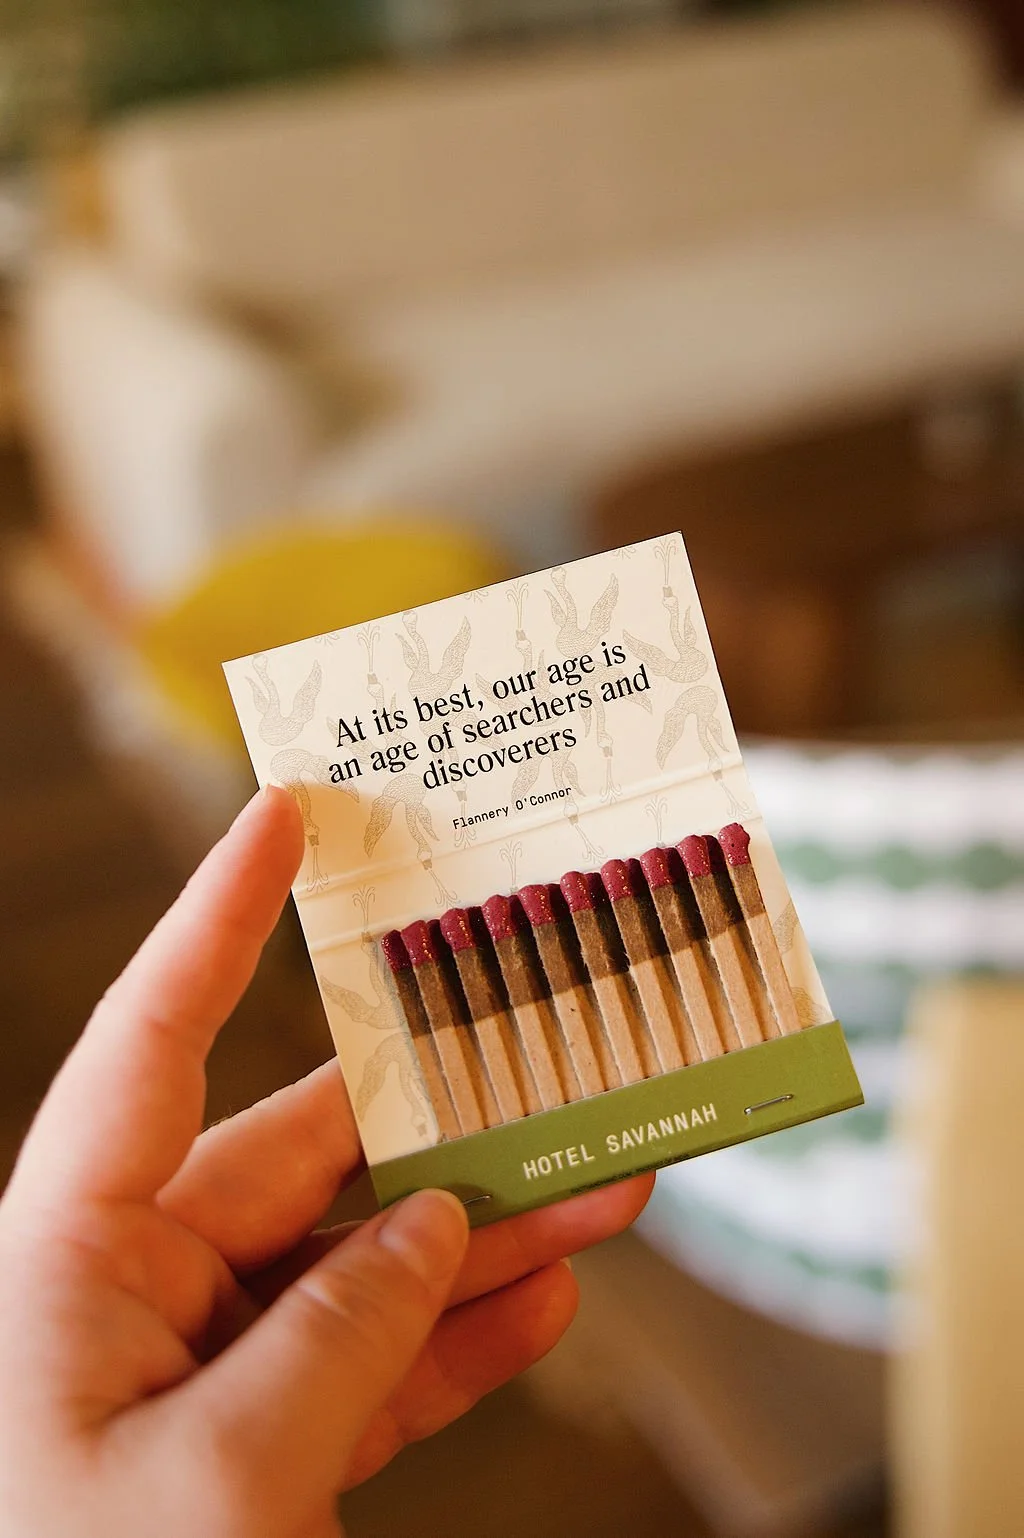 At its best, our age is
an age of searchers and
discoverers
Flannery O'Connor
HOTEL SAVANNAH